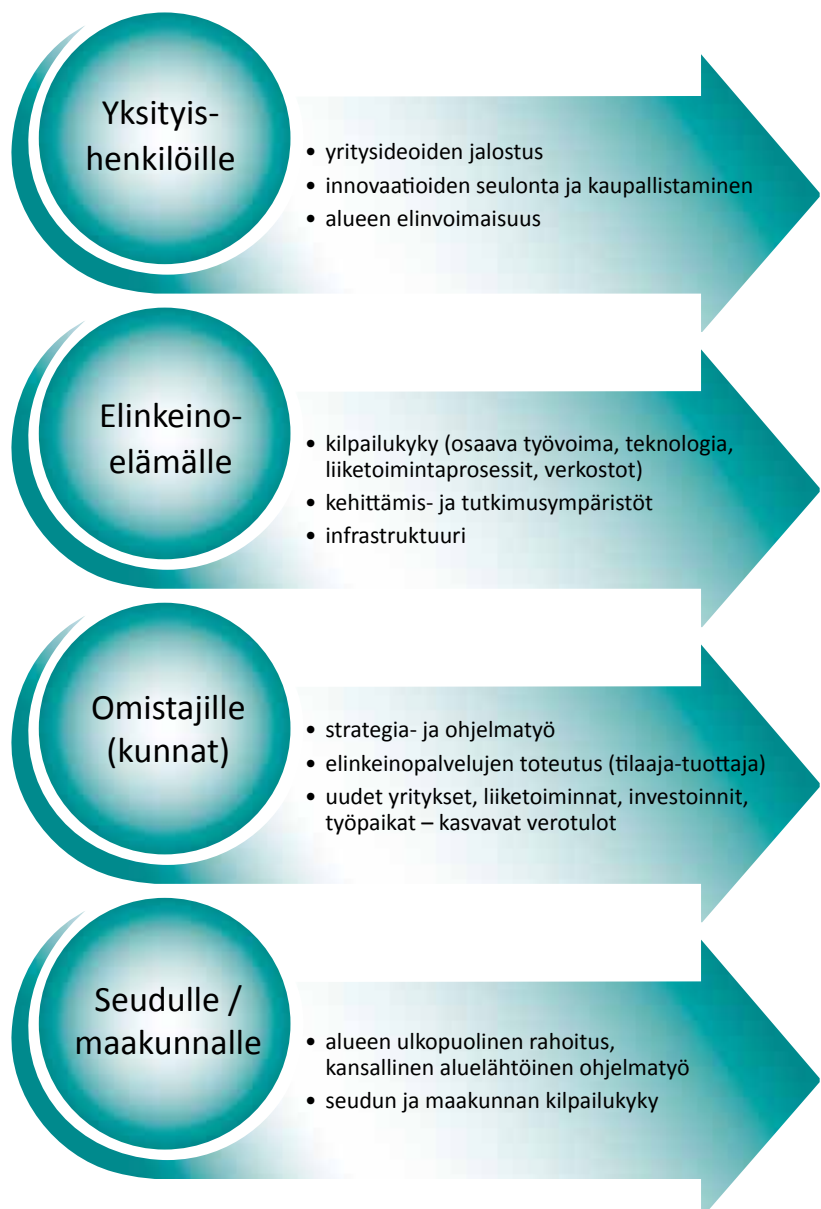 Yksityis-
henkilöille
• yritysideoiden jalostus
• innovaatioiden seulonta ja kaupallistaminen
• alueen elinvoimaisuus
Elinkeino-
elämälle
• kilpailukyky (osaava työvoima, teknologia,
liiketoimintaprosessit, verkostot)
• kehittämis- ja tutkimusympäristöt
• infrastruktuuri
Omistajille
(kunnat)
• strategia- ja ohjelmatyö
• elinkeinopalvelujen toteutus (tilaaja-tuottaja)
• uudet yritykset, liiketoiminnat, investoinnit,
työpaikat – kasvavat verotulot
Seudulle /
maakunnalle
• alueen ulkopuolinen rahoitus,
kansallinen aluelähtöinen ohjelmatyö
• seudun ja maakunnan kilpailukyky